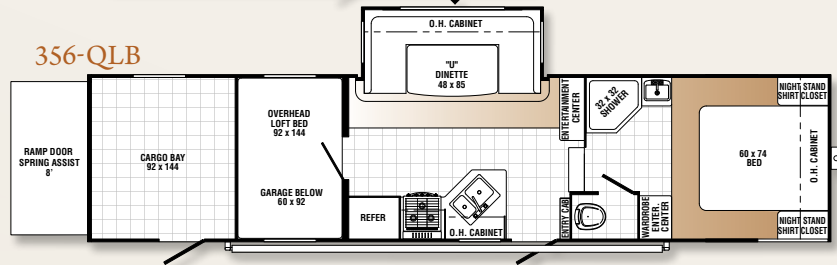 356-QLB
RAMP DOOR
SPRING ASSIST
8'
CARGO BAY
92 x 144
OVERHEAD
LOFT BED
92 x 144
GARAGE BELOW
60 x 92
O.H. CABINET
"U"
DINETTE
48 x 85
ENTERTAINMENT
CENTER
32 x 32
SHOWER
REFER
O.H. CABINET
ENTRY CAB
WARDROBE
ENTER.
CENTER
NIGHT STAND
SHIRT CLOSET
60 x 74
BED
O.H. CABINET
NIGHT STAND
SHIRT CLOSET